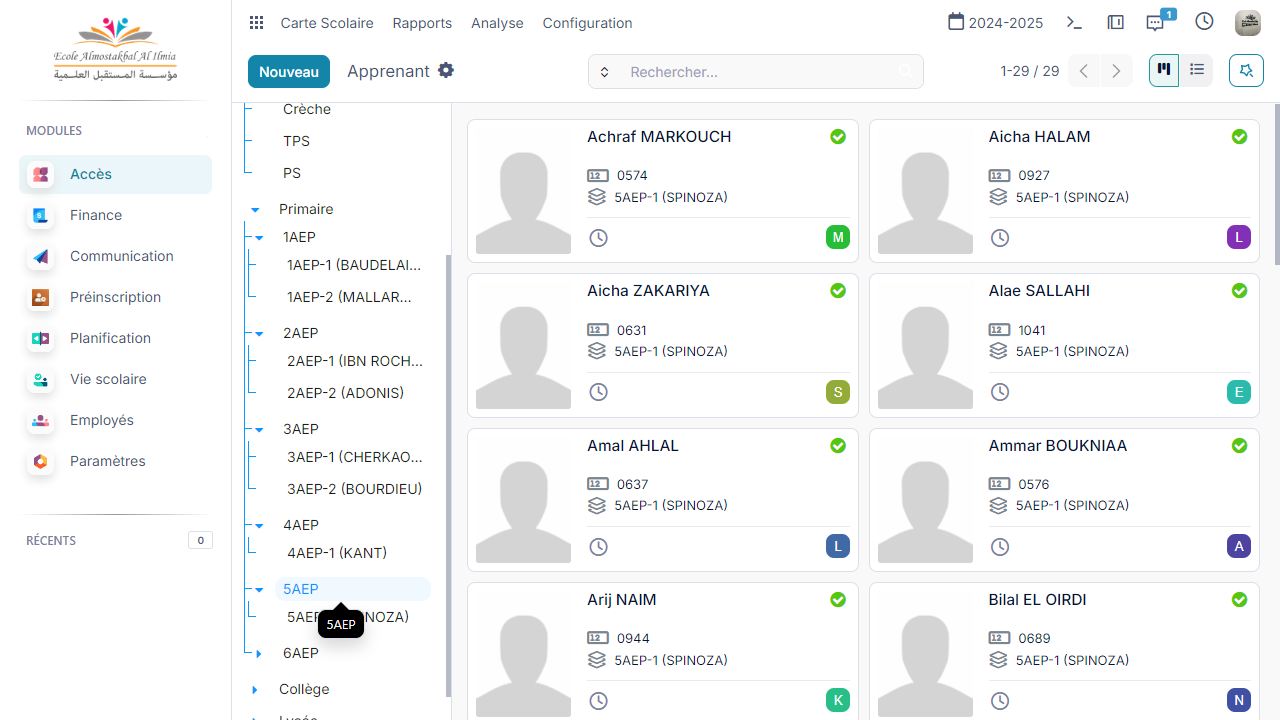 Ecole Almostakbal Al Ilmia
مؤسسة المستقبل العلمية
MODULES
Accès
Finance
Communication
Préinscription
Planification
Vie scolaire
Employés
Paramètres
RÉCENTS
0
Carte Scolaire
Rapports
Analyse
Configuration
2024-2025
1
Nouveau
Apprenant
Rechercher...
1-29 / 29
Crèche
TPS
PS
Primaire
1AEP
1AEP-1 (BAUDELAI...
1AEP-2 (MALLAR...
2AEP
2AEP-1 (IBN ROCH...
2AEP-2 (ADONIS)
3AEP
3AEP-1 (CHERKAO...
3AEP-2 (BOURDIEU)
4AEP
4AEP-1 (KANT)
5AEP
5AEP
6AEP
Collège
Achraf MARKOUCH
0574
5AEP-1 (SPINOZA)
M
Aicha HALAM
0927
5AEP-1 (SPINOZA)
L
Aicha ZAKARIYA
0631
5AEP-1 (SPINOZA)
S
Alae SALLAHI
1041
5AEP-1 (SPINOZA)
E
Amal AHLAL
0637
5AEP-1 (SPINOZA)
L
Ammar BOUKNIAA
0576
5AEP-1 (SPINOZA)
A
Arij NAIM
0944
5AEP-1 (SPINOZA)
K
Bilal EL OIRDI
0689
5AEP-1 (SPINOZA)
N